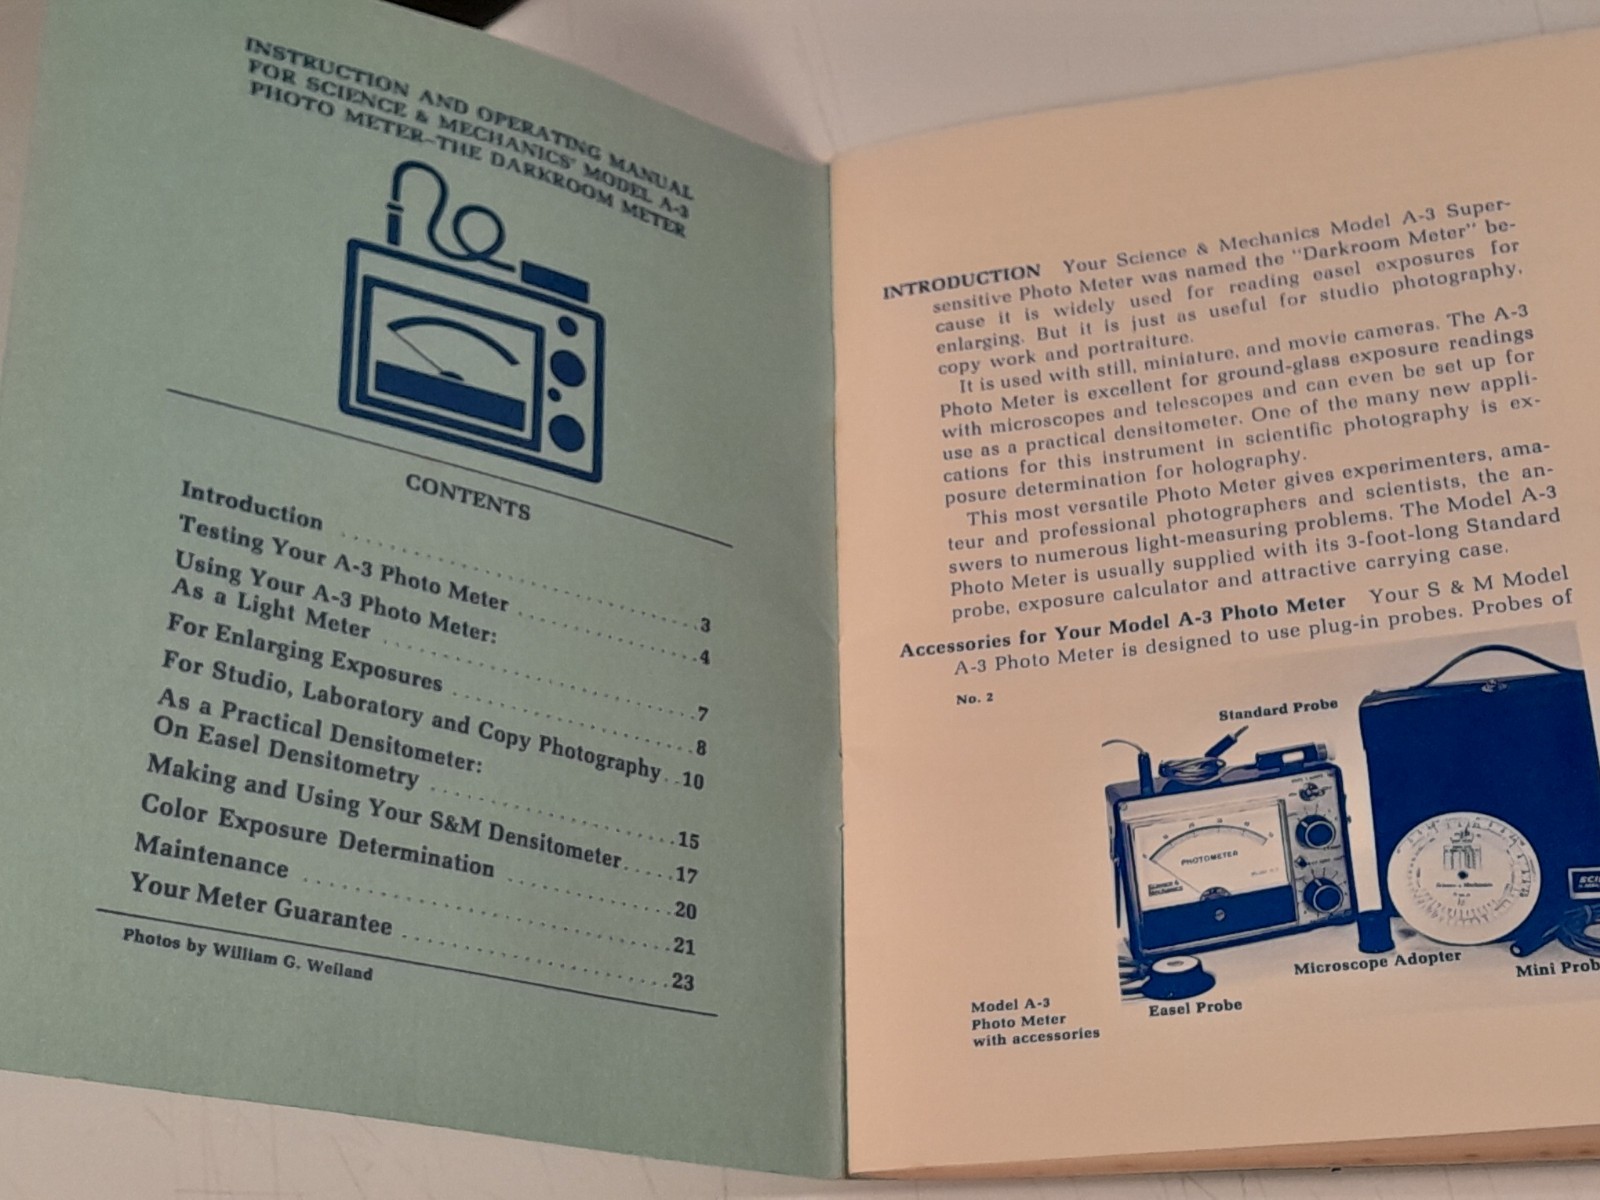 INSTRUCTION AND OPERATING MANUAL
FOR SCIENCE & MECHANICS' MODEL A-3
PHOTO METER–THE DARKROOM METER
CONTENTS
Introduction ..............................3
Testing Your A-3 Photo Meter ...............4
Using Your A-3 Photo Meter:
As a Light Meter ..........................7
For Enlarging Exposures ...................8
For Studio, Laboratory and Copy Photography..10
As a Practical Densitometer:
On Easel Densitometry .....................15
Making and Using Your S&M Densitometer.....17
Color Exposure Determination ..............20
Maintenance ...............................21
Your Meter Guarantee ......................23
Photos by William G. Weiland
INTRODUCTION Your Science & Mechanics Model A-3 Super-
sensitive Photo Meter was named the "Darkroom Meter" be-
cause it is widely used for reading easel exposures for
enlarging. But it is just as useful for studio photography,
copy work and portraiture.
It is used with still, miniature, and movie cameras. The A-3
Photo Meter is excellent for ground-glass exposure readings
with microscopes and telescopes and can even be set up for
use as a practical densitometer. One of the many new appli-
cations for this instrument in scientific photography is ex-
posure determination for holography.
This most versatile Photo Meter gives experimenters, ama-
teur and professional photographers and scientists, the an-
swers to numerous light-measuring problems. The Model A-3
Photo Meter is usually supplied with its 3-foot-long Standard
probe, exposure calculator and attractive carrying case.
Accessories for Your Model A-3 Photo Meter Your S & M Model
A-3 Photo Meter is designed to use plug-in probes. Probes of
No. 2
Standard Probe
PHOTOMETER
SCIENCE &
MECHANICS
Science & Mechanics
SCI
Microscope Adopter
Mini Prob
Easel Probe
Model A-3
Photo Meter
with accessories